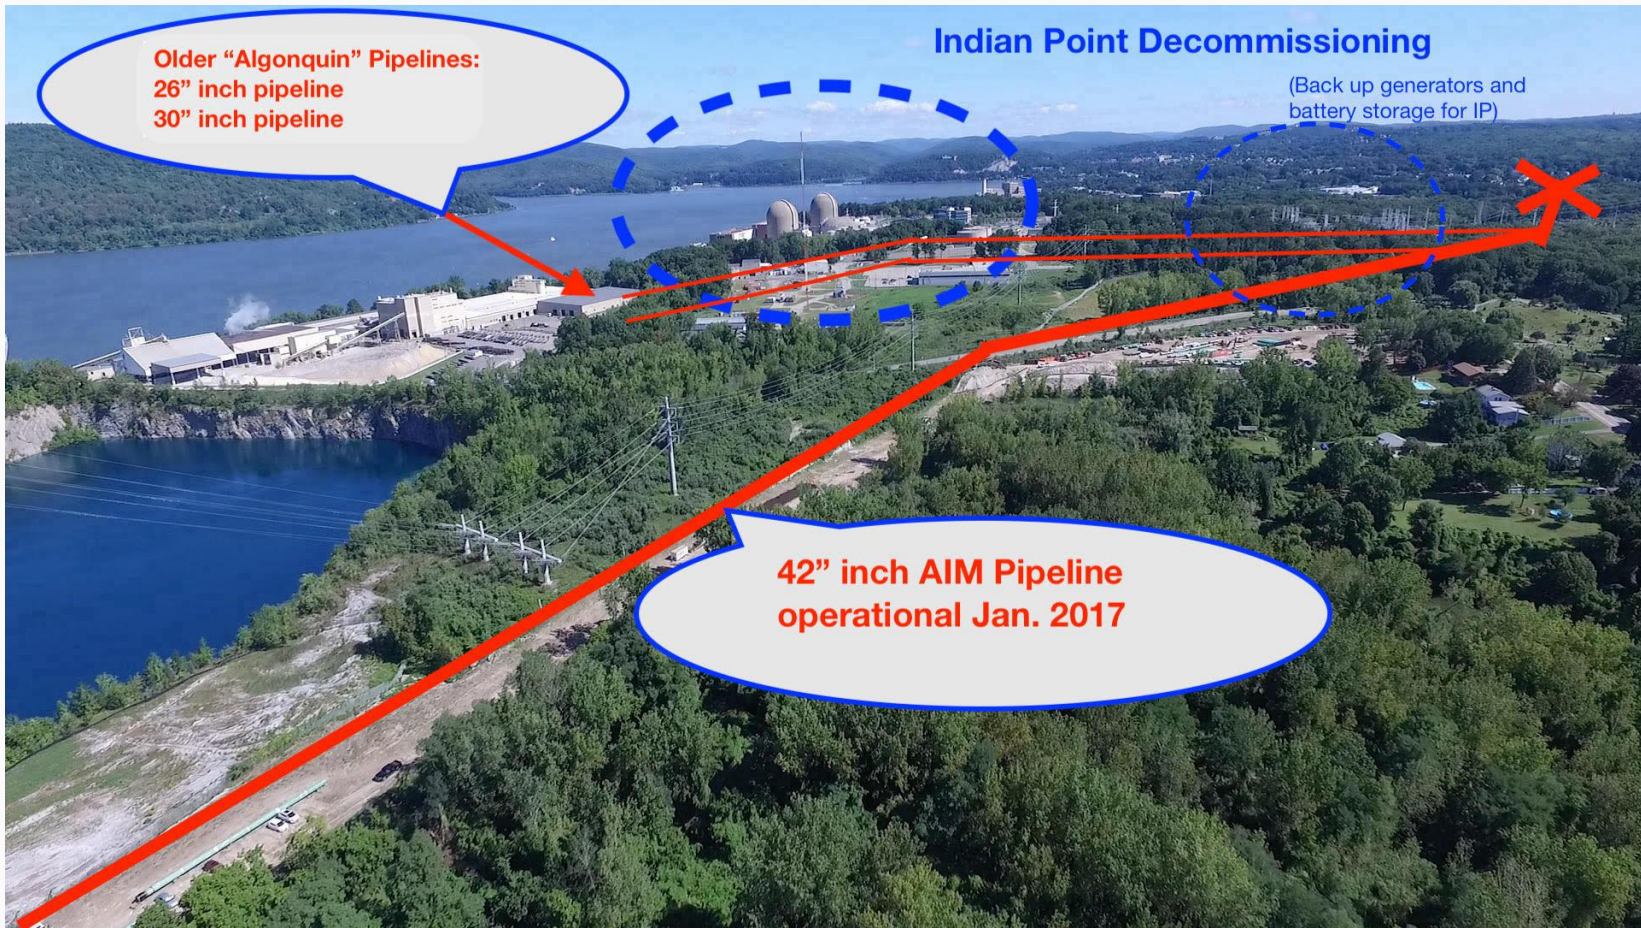 Older “Algonquin” Pipelines:
26” inch pipeline
30” inch pipeline
Indian Point Decommissioning
(Back up generators and
battery storage for IP)
42” inch AIM Pipeline
operational Jan. 2017